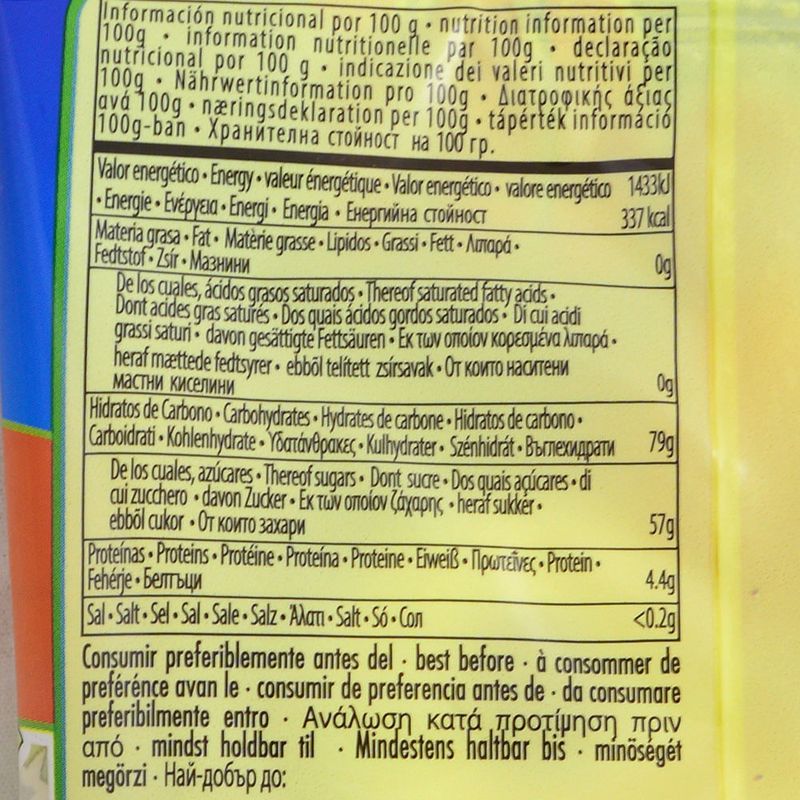 Información nutricional por 100 g • nutrition information per
100g • information nutritionelle par 100g • declaração
nutricional por 100 g • indicazione dei valeri nutritivi per
100g • Nährwertinformation pro 100g • Διατροφικής άξιας
ανά 100g • næringsdeklaration per 100g • tápérték információ
100g-ban • Хранителна стойност на 100 гр.
Valor energético • Energy • valeur énergétique • Valor energético • valore energético 1433kJ
• Energie • Ενέργεια • Energi • Energia • Енергийна стойност 337 kcal
Materia grasa • Fat • Matèrie grasse • Lipidos • Grassi • Fett • Λιπαρά •
Fedtstof • Zsír • Мазнини 0g
De los cuales, ácidos grasos saturados • Thereof saturated fatty acids •
Dont acides gras saturés • Dos quais ácidos gordos saturados • Di cui acidi
grassi saturi • davon gesättigte Fettsäuren • Εκ των οποίον κορεσμένα λιπαρά •
heraf mættede fedtsyrer • ebböl telített zsírsavak • От които наситени
мастни киселини 0g
Hidratos de Carbono • Carbohydrates • Hydrates de carbone • Hidratos de carbono •
Carboidrati • Kohlenhydrate • Υδατάνθρακες • Kulhydrater • Szénhidrát • Въглехидрати 79g
De los cuales, azúcares • Thereof sugars • Dont sucre • Dos quais açúcares • di
cui zucchero • davon Zucker • Εκ των οποίον ζάχαρης • heraf sukker •
ebböl cukor • От които захари 57g
Proteínas • Proteins • Protéine • Proteína • Proteine • Eiweiß • Πρωτεΐνες • Protein •
Fehérje • Белтъци 4.4g
Sal • Salt • Sel • Sal • Sale • Salz • Άλατι • Salt • Só • Сол <0.2g
Consumir preferiblemente antes del · best before · à consommer de
preférénce avan le · consumir de preferencia antes de · da consumare
preferibilmente entro · Ανάλωση κατά προτίμηση πριν
από · mindst holdbar til · Mindestens haltbar bis · minöségét
megörzi · Най-добър до: